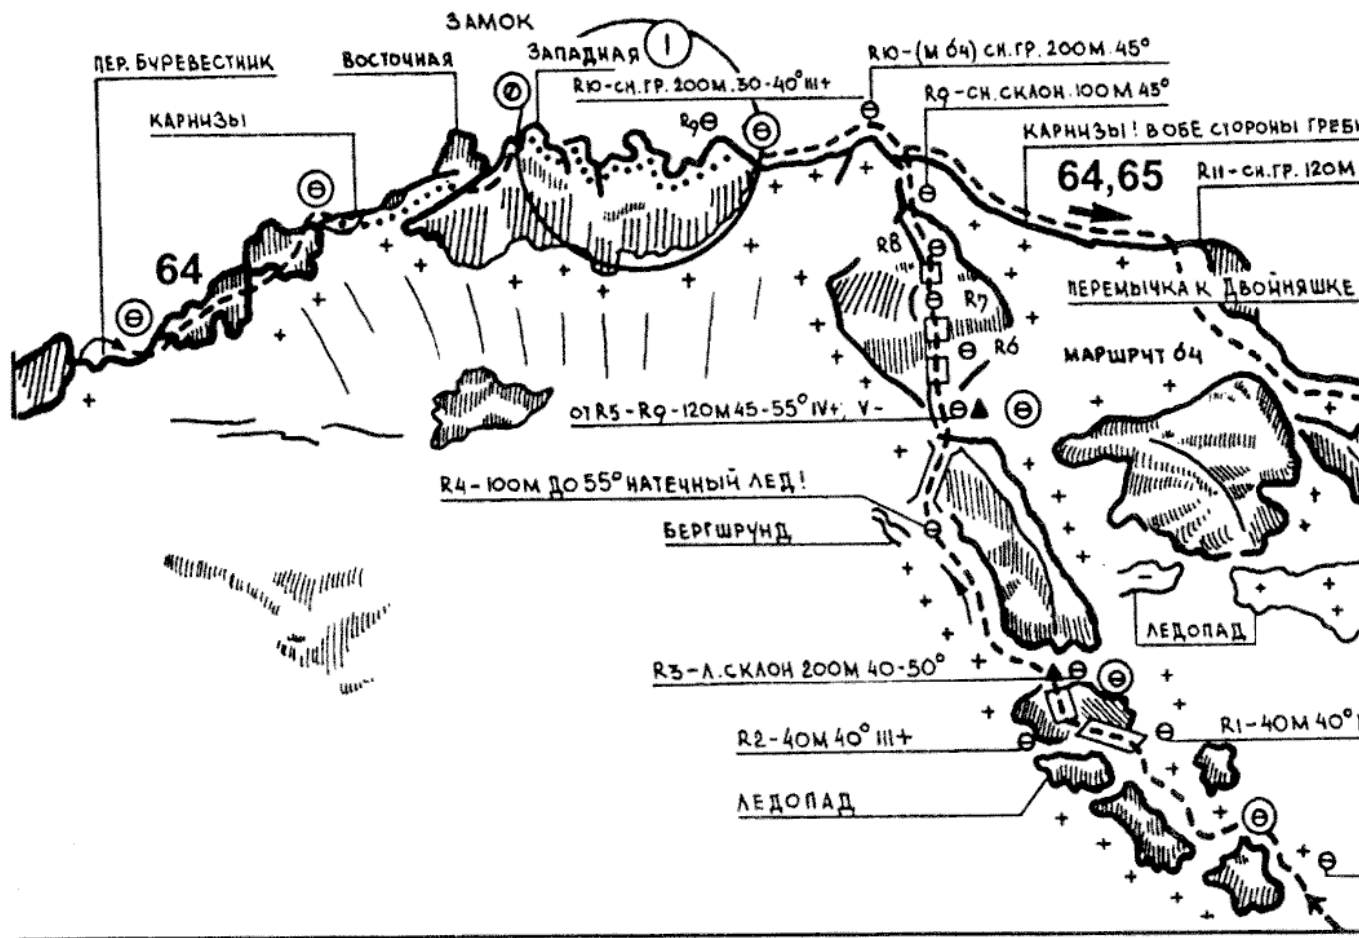 ЗАМОК
ПЕР. БУРЕВЕСТНИК
ВОСТОЧНАЯ
ЗАПАДНАЯ
I
R10-(М 64) СН.ГР. 200М. 45°
R10-СН.ГР. 200М. 30-40° III+
R9-СН. СКЛОН. 100М 45°
КАРНИЗЫ
R9
КАРНИЗЫ! В ОБЕ СТОРОНЫ
64,65
R11-СН.ГР. 120М
64
R8
R7
ПЕРЕМЫЧКА К ДВОЙНЯШКЕ
R6
МАРШРУТ 64
ОТ R5-R9-120М 45-55° IV+, V-
R4-100М ДО 55° НАТЕЧНЫЙ ЛЕД!
БЕРГШРУНД
ЛЕДОПАД
R3-Л. СКЛОН 200М 40-50°
R2-40М 40° III+
R1-40М 40°
ЛЕДОПАД